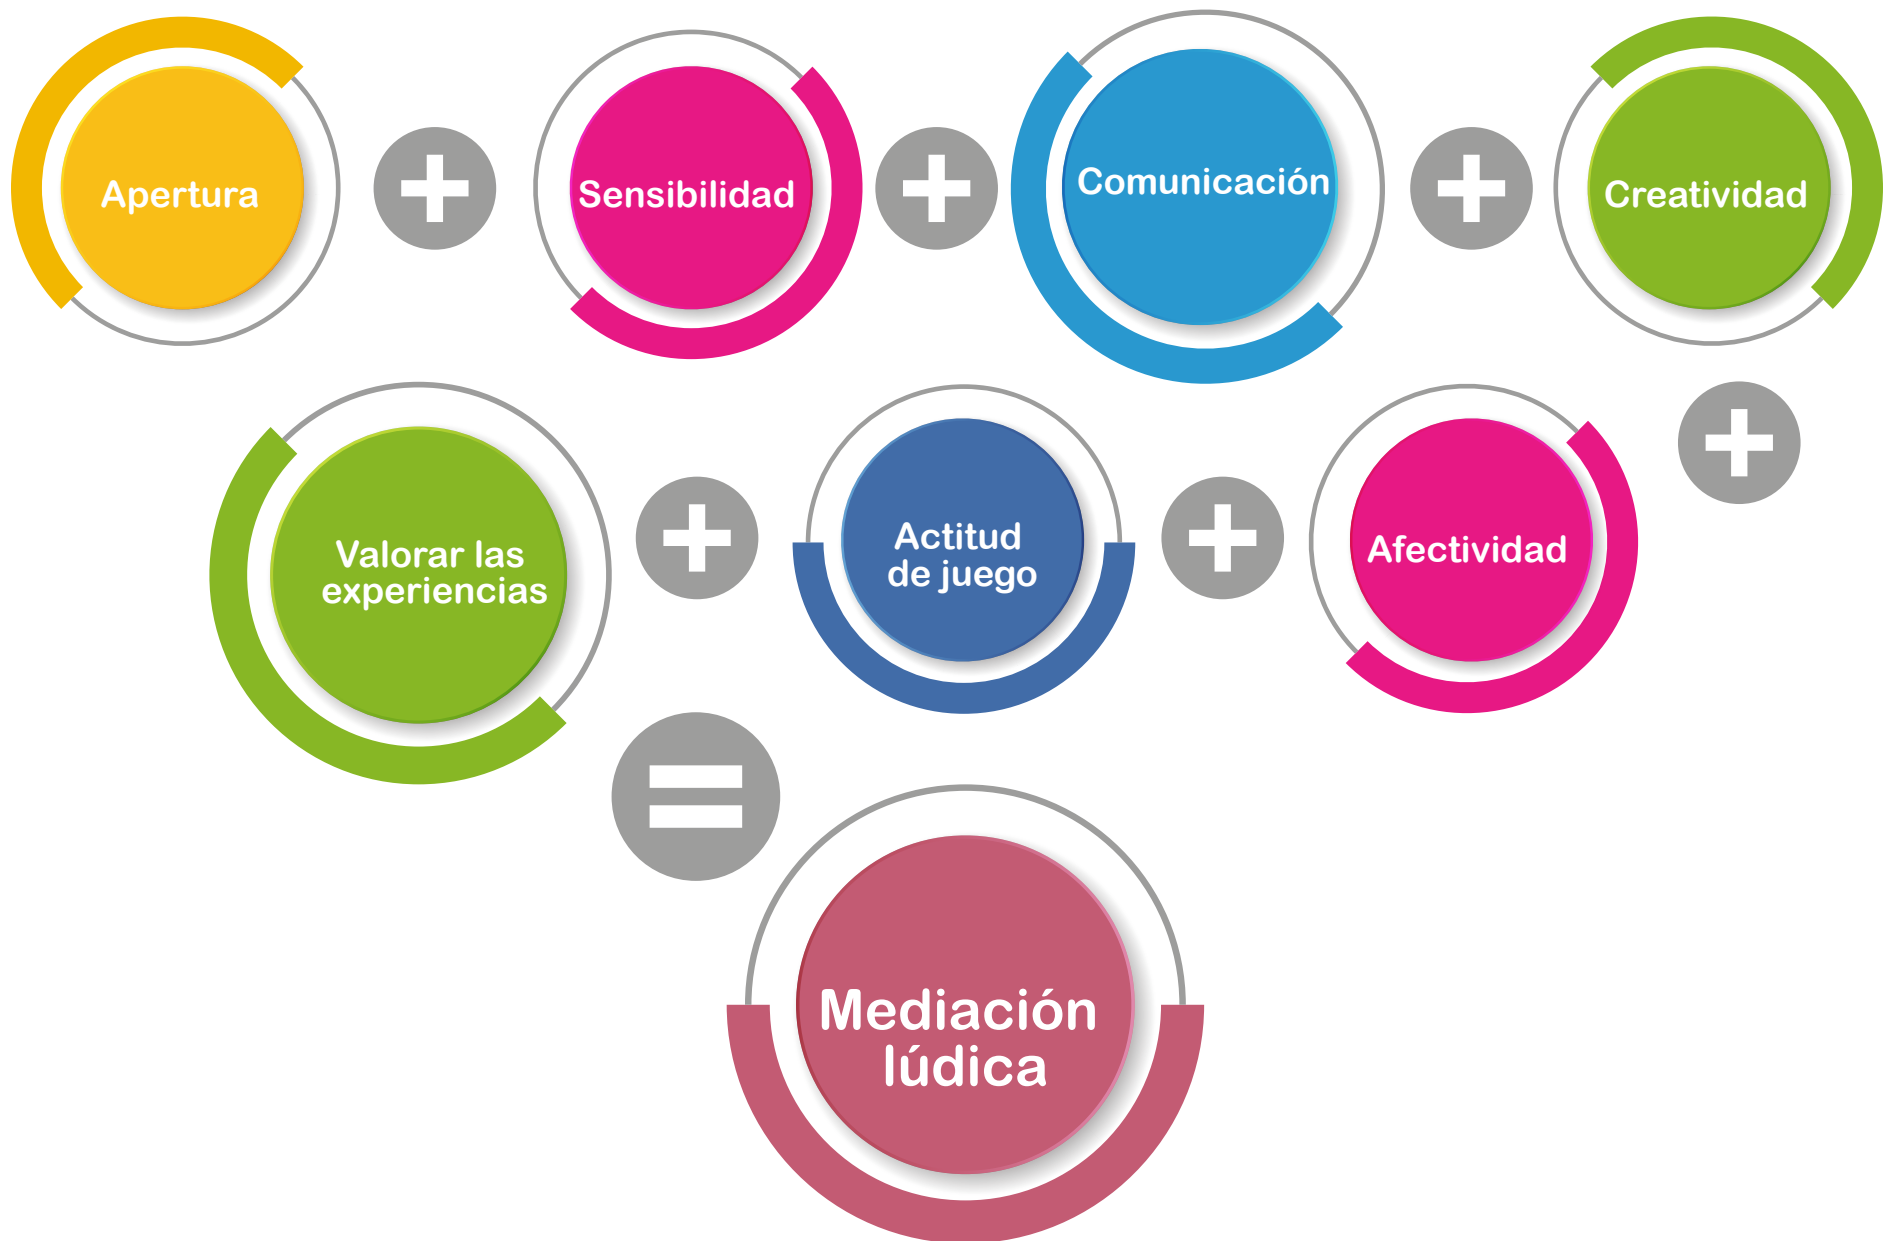 Apertura
+
Sensibilidad
+
Comunicación
+
Creatividad
+
Valorar las
experiencias
+
Actitud
de juego
+
Afectividad
=
Mediación
lúdica